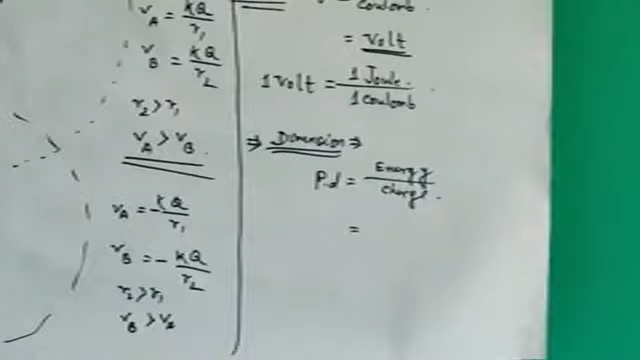 V_A = KQ/r_1
V_B = KQ/r_2
r_2 > r_1
V_A > V_B.
V_A = -KQ/r_1
V_B = -KQ/r_2
r_2 > r_1
V_B > V_A
Coulomb.
= Volt
1 Volt = 1 Joule/1 Coulomb
⇒ Dimension ⇒
P.d = Energy/Charge.
=